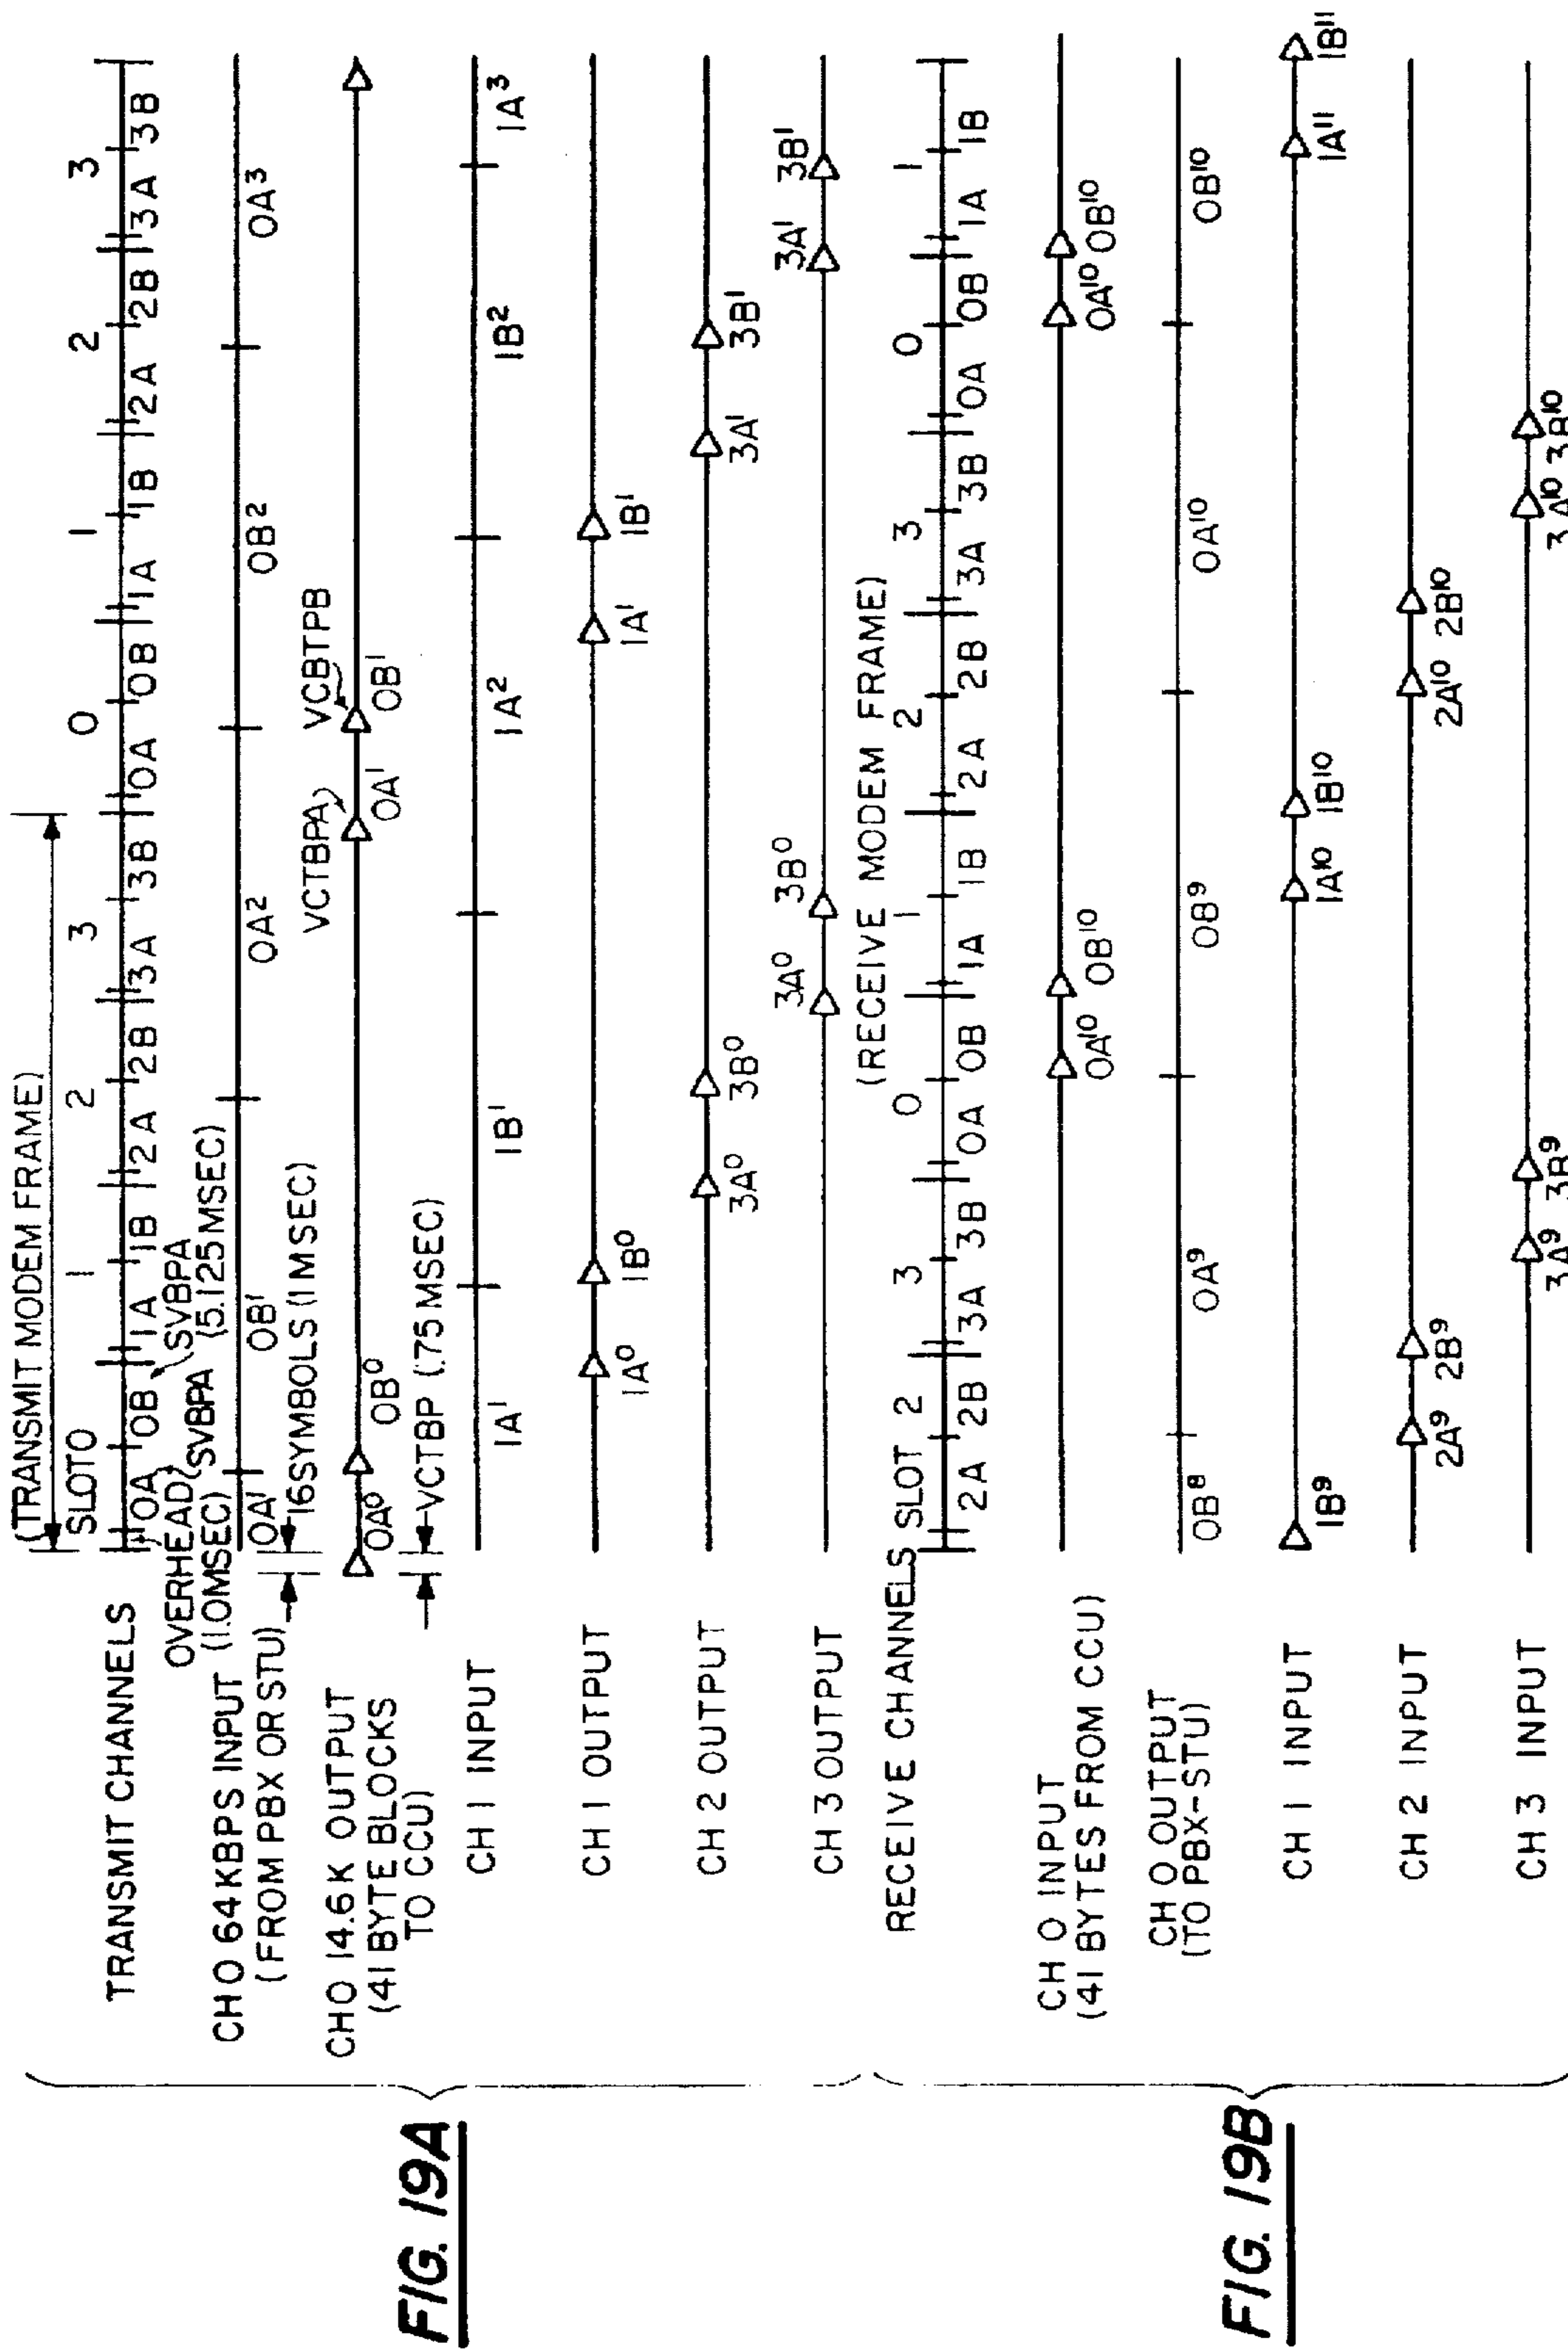 FIG. 19A
(TRANSMIT MODEM FRAME)
TRANSMIT CHANNELS
SLOT 0 1 2 3 0 1 2 3
0A 0B 1A 1B 2A 2B 3A 3B 0A 0B 1A 1B 2A 2B 3A 3B
OVERHEAD (1.0MSEC)
(SVBPA
SVBPA (5.125 MSEC)
CH 0 64 KBPS INPUT
(FROM PBX OR STU)
0A¹ 0B¹ 0A² 0B² 0A³
16 SYMBOLS (1 MSEC)
CH 0 14.6K OUTPUT
(41 BYTE BLOCKS
TO CCU)
0A⁰ 0B⁰ VCTBPA 0A¹ VCBTPB 0B¹
VCTBP (.75 MSEC)
CH 1 INPUT
1A¹ 1B¹ 1A² 1B² 1A³
CH 1 OUTPUT
1A⁰ 1B⁰ 1A¹ 1B¹
CH 2 OUTPUT
3A⁰ 3B⁰ 3A¹ 3B¹
CH 3 OUTPUT
3A⁰ 3B⁰ 3A¹ 3B¹
FIG. 19B
(RECEIVE MODEM FRAME)
RECEIVE CHANNELS
SLOT 2 3 0 1 2 3 0 1
2A 2B 3A 3B 0A 0B 1A 1B 2A 2B 3A 3B 0A 0B 1A 1B
CH 0 INPUT
(41 BYTES FROM CCU)
0A¹⁰ 0B¹⁰ 0A¹⁰ 0B¹⁰
CH 0 OUTPUT
(TO PBX-STU)
0B⁸ 0A⁹ 0B⁹ 0A¹⁰ 0B¹⁰
CH 1 INPUT
1B⁹ 1A¹⁰ 1B¹⁰ 1A¹¹ 1B¹¹
CH 2 INPUT
2A⁹ 2B⁹ 2A¹⁰ 2B¹⁰
CH 3 INPUT
3A⁹ 3B⁹ 3A¹⁰ 3B¹⁰